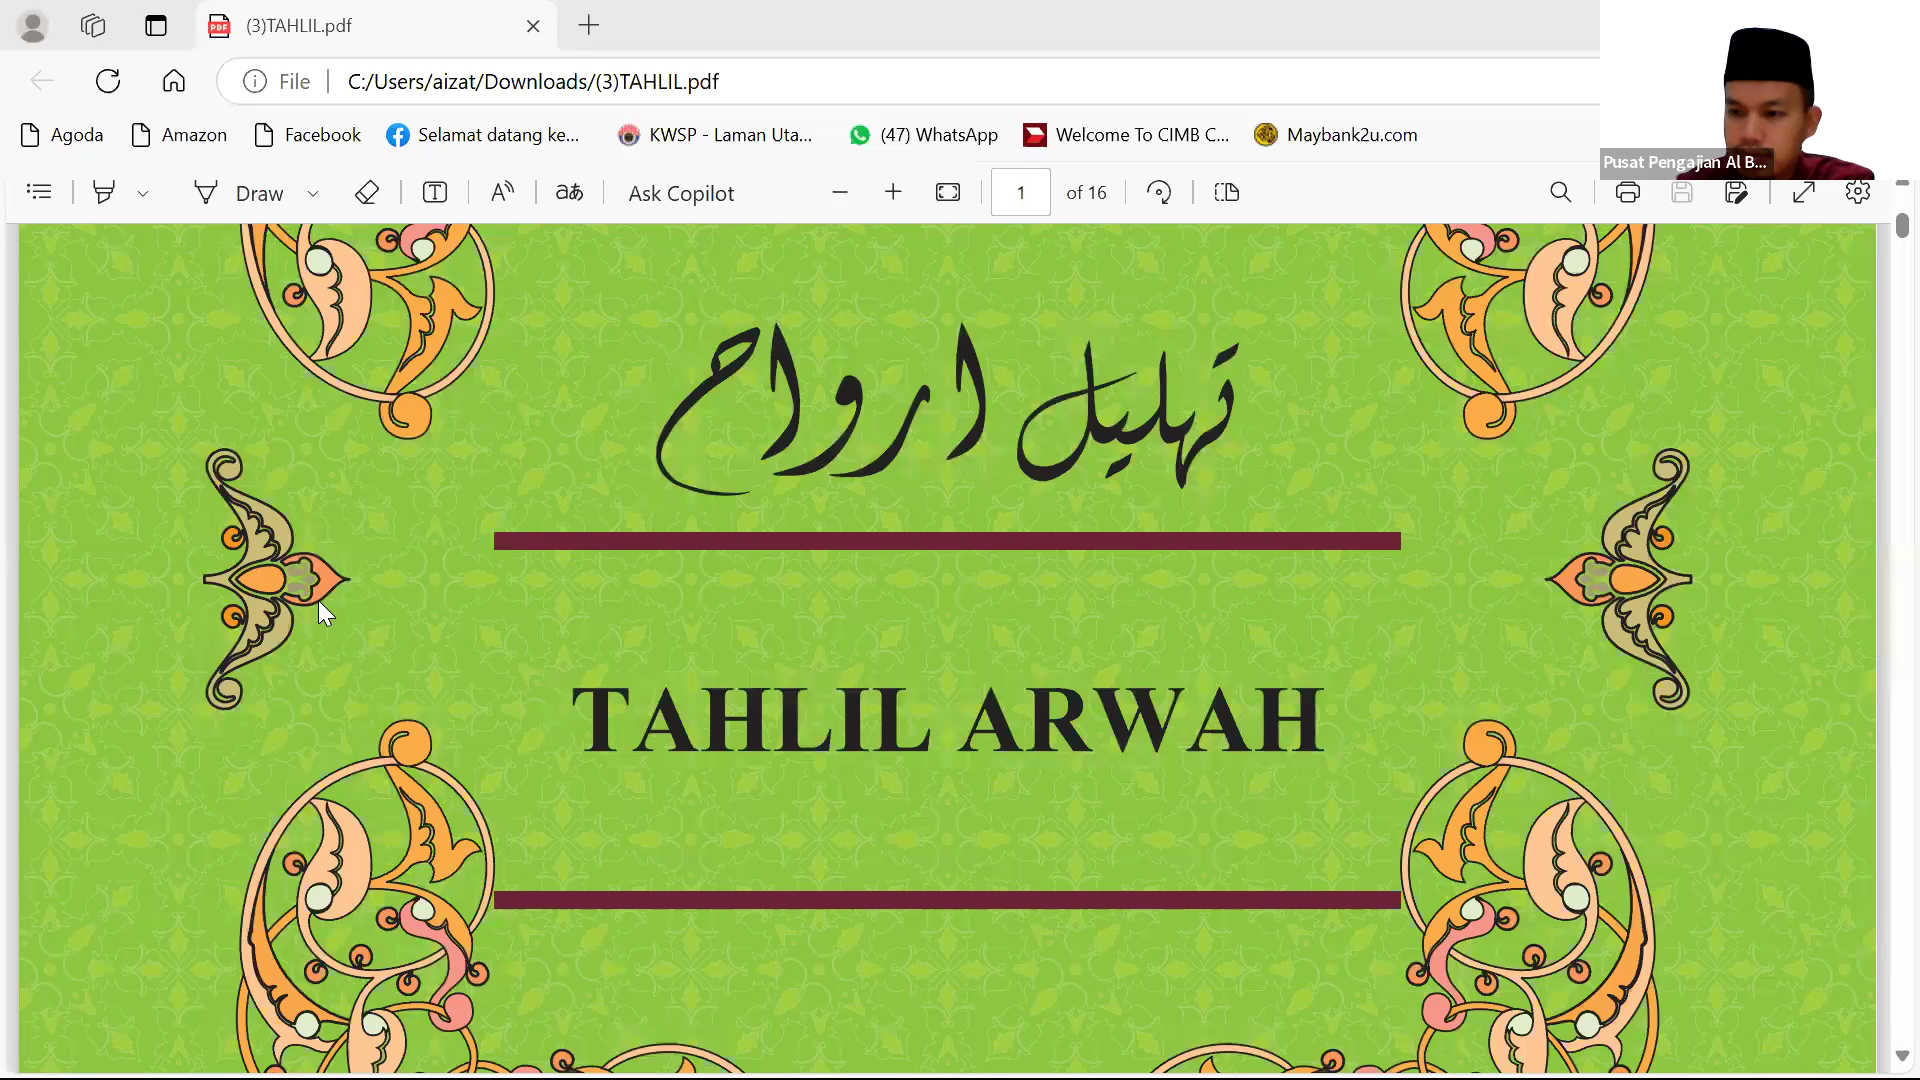 (3)TAHLIL.pdf
File
C:/Users/aizat/Downloads/(3)TAHLIL.pdf
Agoda
Amazon
Facebook
Selamat datang ke...
KWSP - Laman Uta...
(47) WhatsApp
Welcome To CIMB C...
Maybank2u.com
Pusat Pengajian Al B...
Draw
Ask Copilot
1
of 16
تهليل ارواح
TAHLIL ARWAH